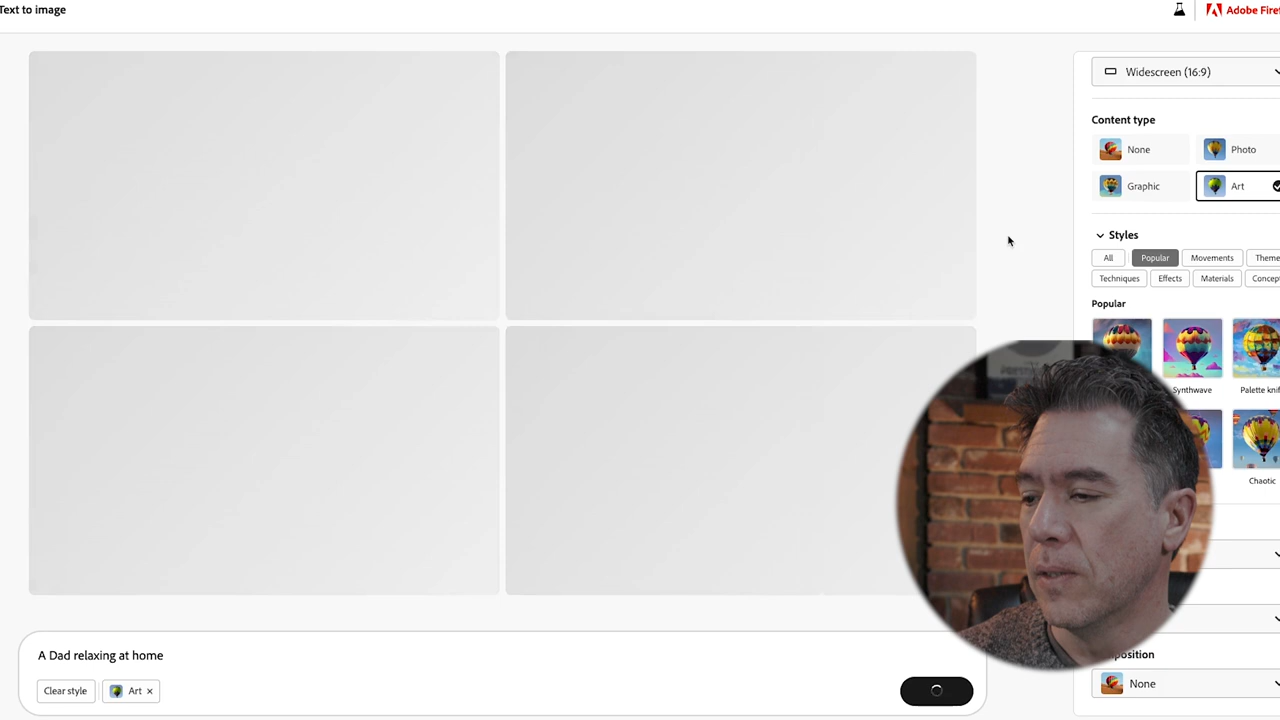 Text to image
Adobe Firef
Widescreen (16:9)
Content type
None
Photo
Graphic
Art
Styles
All
Popular
Movements
Theme
Techniques
Effects
Materials
Concep
Popular
Synthwave
Palette knif
Chaotic
A Dad relaxing at home
Clear style
Art ×
position
None